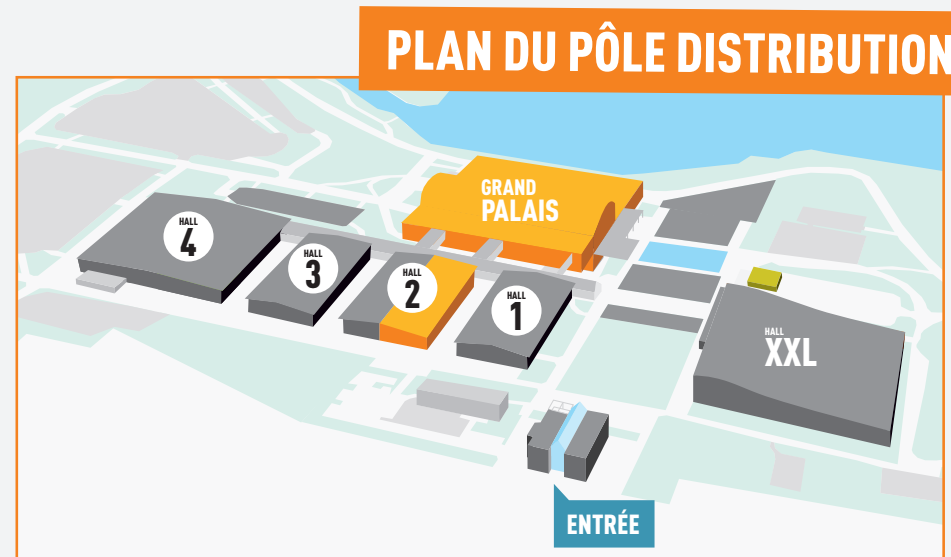 PLAN DU PÔLE DISTRIBUTION
GRAND
PALAIS
HALL
4
HALL
3
HALL
2
HALL
1
HALL
XXL
ENTRÉE